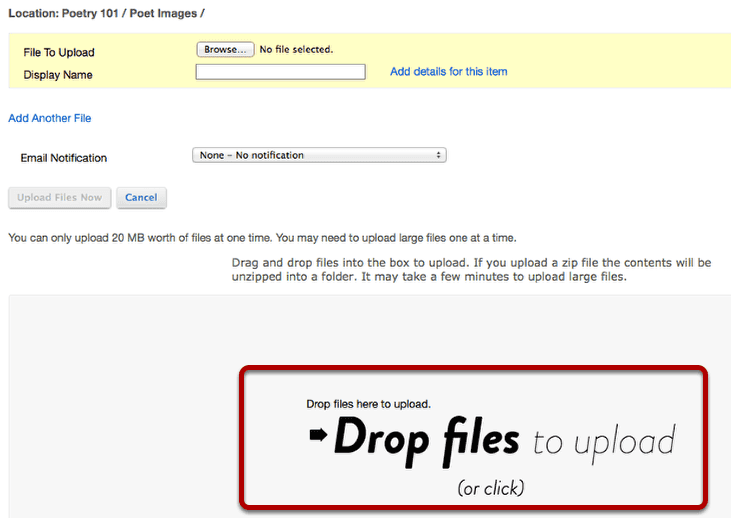 Location: Poetry 101 / Poet Images /
File To Upload
Browse... No file selected.
Display Name
Add details for this item
Add Another File
Email Notification
None – No notification
Upload Files Now
Cancel
You can only upload 20 MB worth of files at one time. You may need to upload large files one at a time.
Drag and drop files into the box to upload. If you upload a zip file the contents will be
unzipped into a folder. It may take a few minutes to upload large files.
Drop files here to upload.
Drop files to upload
(or click)